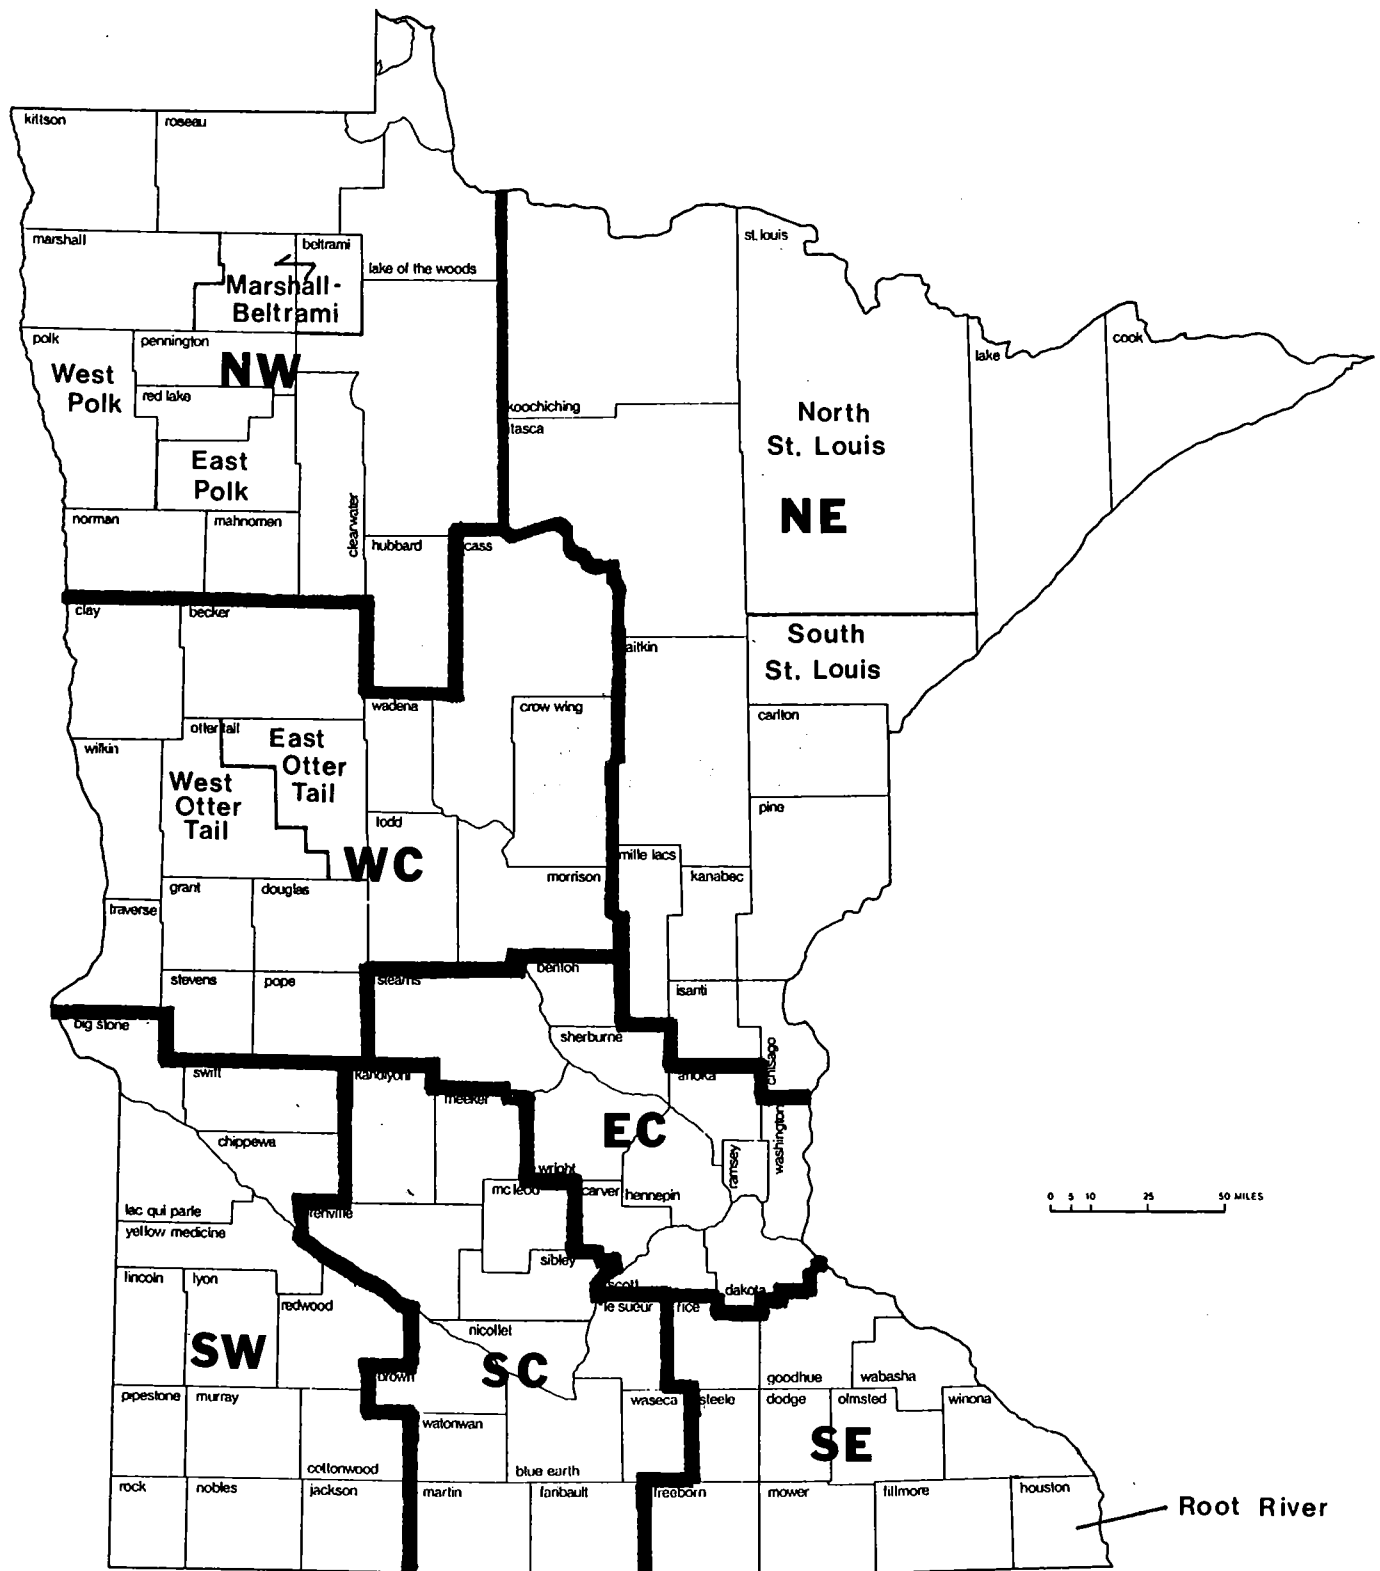 kittson
roseau
marshall
beltrami
st. louis
lake of the woods
Marshall-
Beltrami
polk
pennington
NW
lake
cook
West
Polk
red lake
koochiching
itasca
North
St. Louis
East
Polk
NE
norman
mahnomen
clearwater
hubbard
cass
clay
becker
aitkin
South
St. Louis
wadena
crow wing
carlton
otter tail
wilkin
East
Otter
Tail
West
Otter
Tail
pine
todd
WC
mille lacs
kanabec
morrison
grant
douglas
traverse
stevens
pope
stearns
benton
isanti
big stone
sherburne
chisago
swift
kandiyohi
anoka
meeker
EC
chippewa
washington
ramsey
wright
mc leod
carver
hennepin
0 5 10 25 50 MILES
lac qui parle
renville
yellow medicine
sibley
lincoln
lyon
scott
dakota
redwood
le sueur
rice
nicollet
SW
SC
brown
goodhue
wabasha
pipestone
murray
waseca
steele
dodge
olmsted
winona
watonwan
SE
cottonwood
blue earth
rock
nobles
jackson
martin
faribault
freeborn
mower
fillmore
houston
Root River